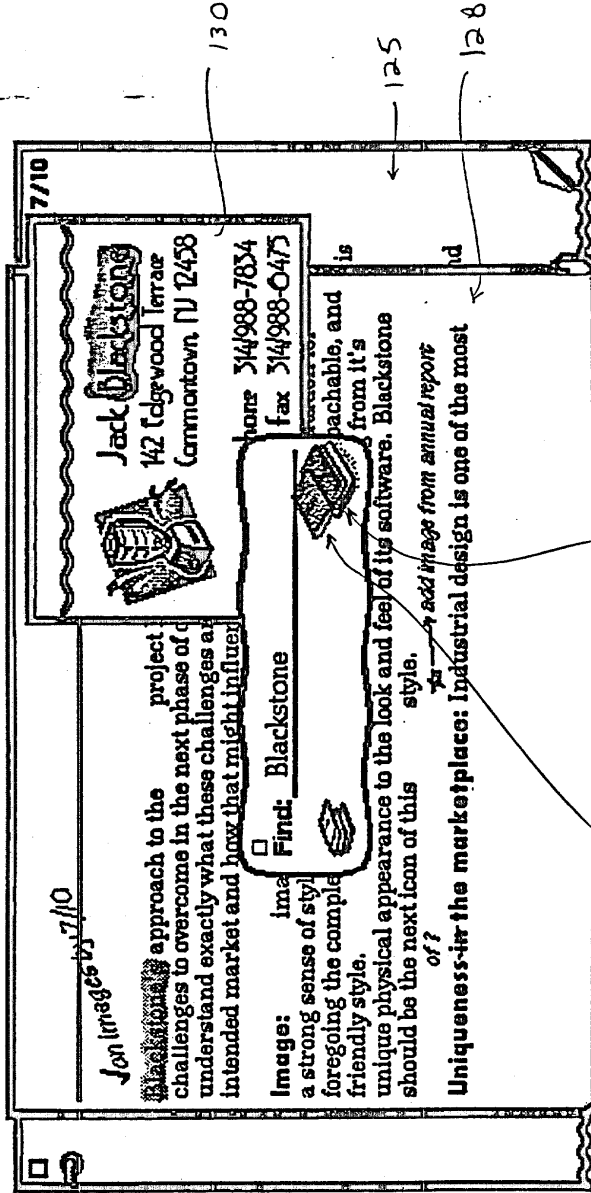 7/10
Jon Images by 7/10
Blackstone's approach to the project
challenges to overcome in the next phase of
understand exactly what these challenges
intended market and how that might
Jack Blackstone
142 Edgewood Terrace
Commontown, NJ 12458
hone 314/988-7834
fax 314/988-0475
Find: Blackstone
Image:
a strong sense of
foregoing the
pachable, and
friendly style. from it's
unique physical appearance to the look and feel of its software. Blackstone
should be the next icon of this style.
of?
add image from annual report
Uniqueness in the marketplace: Industrial design is one of the most
is
nd
130
125
128